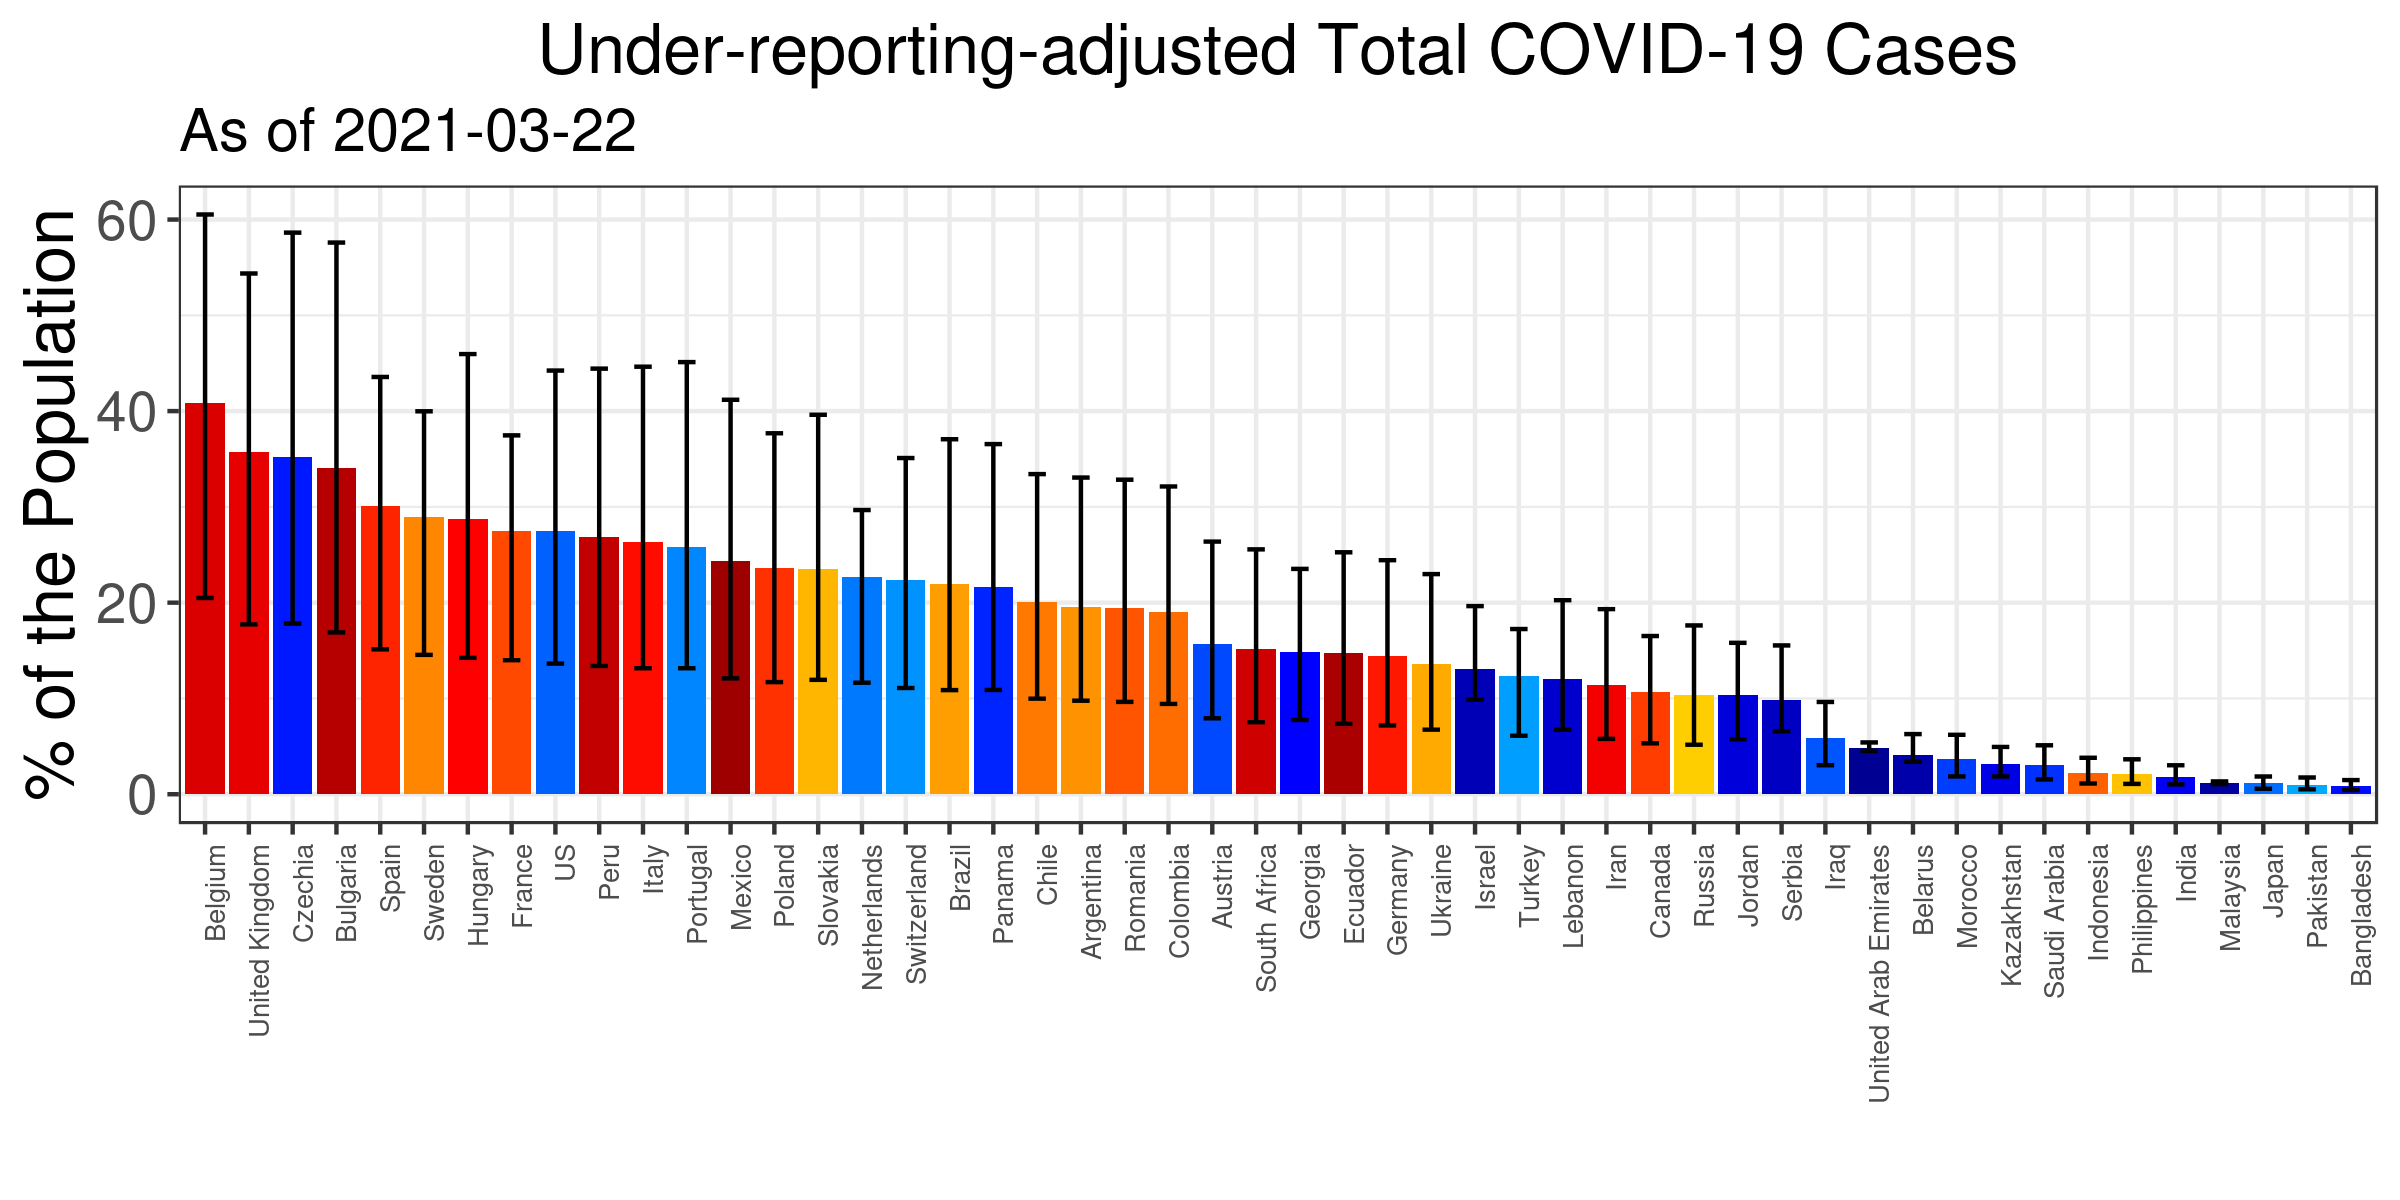 Under-reporting-adjusted Total COVID-19 Cases
As of 2021-03-22
% of the Population
60
40
20
0
Belgium
United Kingdom
Czechia
Bulgaria
Spain
Sweden
Hungary
France
US
Peru
Italy
Portugal
Mexico
Poland
Slovakia
Netherlands
Switzerland
Brazil
Panama
Chile
Argentina
Romania
Colombia
Austria
South Africa
Georgia
Ecuador
Germany
Ukraine
Israel
Turkey
Lebanon
Iran
Canada
Russia
Jordan
Serbia
Iraq
United Arab Emirates
Belarus
Morocco
Kazakhstan
Saudi Arabia
Indonesia
Philippines
India
Malaysia
Japan
Pakistan
Bangladesh